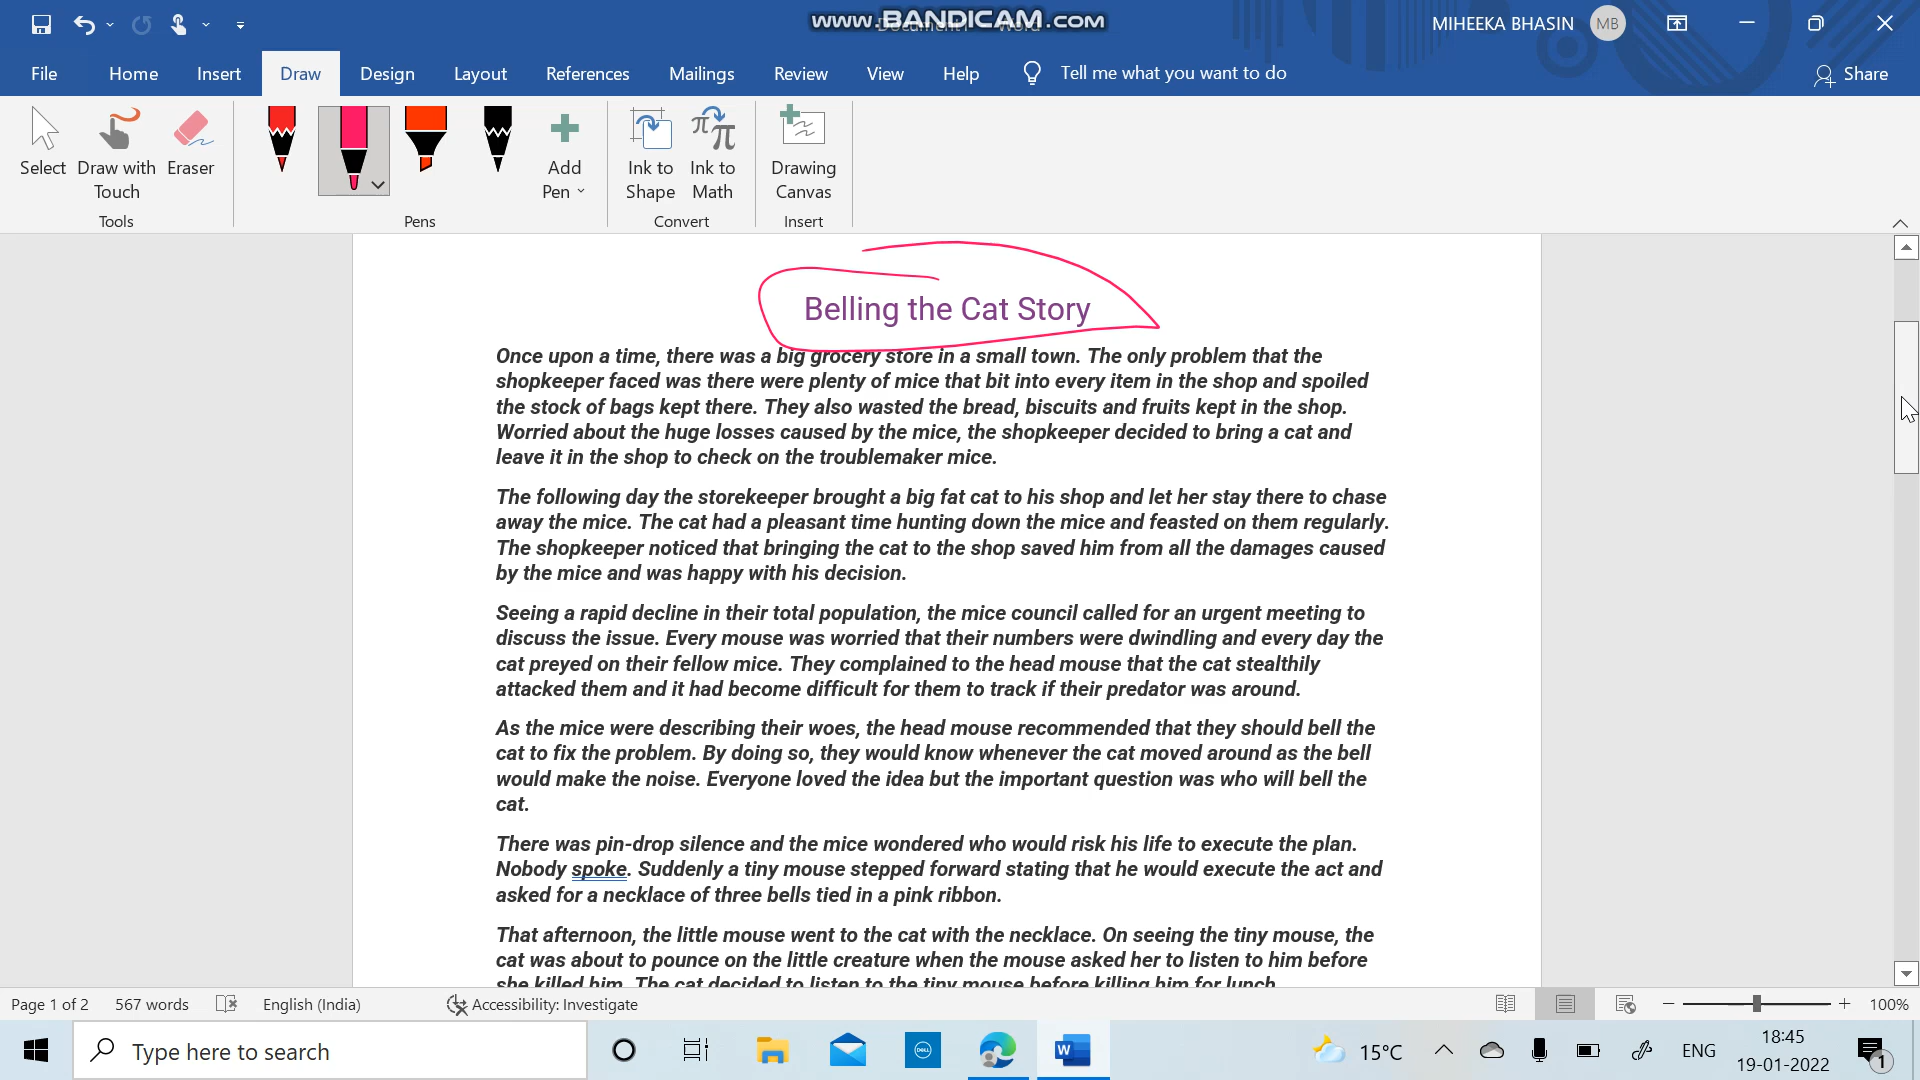 www.BANDICAM.com
MIHEEKA BHASIN MB
File Home Insert Draw Design Layout References Mailings Review View Help Tell me what you want to do Share
Select Draw with Touch Eraser Add Pen Ink to Shape Ink to Math Drawing Canvas
Tools Pens Convert Insert
Belling the Cat Story
Once upon a time, there was a big grocery store in a small town. The only problem that the
shopkeeper faced was there were plenty of mice that bit into every item in the shop and spoiled
the stock of bags kept there. They also wasted the bread, biscuits and fruits kept in the shop.
Worried about the huge losses caused by the mice, the shopkeeper decided to bring a cat and
leave it in the shop to check on the troublemaker mice.
The following day the storekeeper brought a big fat cat to his shop and let her stay there to chase
away the mice. The cat had a pleasant time hunting down the mice and feasted on them regularly.
The shopkeeper noticed that bringing the cat to the shop saved him from all the damages caused
by the mice and was happy with his decision.
Seeing a rapid decline in their total population, the mice council called for an urgent meeting to
discuss the issue. Every mouse was worried that their numbers were dwindling and every day the
cat preyed on their fellow mice. They complained to the head mouse that the cat stealthily
attacked them and it had become difficult for them to track if their predator was around.
As the mice were describing their woes, the head mouse recommended that they should bell the
cat to fix the problem. By doing so, they would know whenever the cat moved around as the bell
would make the noise. Everyone loved the idea but the important question was who will bell the
cat.
There was pin-drop silence and the mice wondered who would risk his life to execute the plan.
Nobody spoke. Suddenly a tiny mouse stepped forward stating that he would execute the act and
asked for a necklace of three bells tied in a pink ribbon.
That afternoon, the little mouse went to the cat with the necklace. On seeing the tiny mouse, the
cat was about to pounce on the little creature when the mouse asked her to listen to him before
she killed him. The cat decided to listen to the tiny mouse before killing him for lunch.
Page 1 of 2 567 words English (India) Accessibility: Investigate 100%
Type here to search DELL W 15°C ENG 18:45
19-01-2022 1